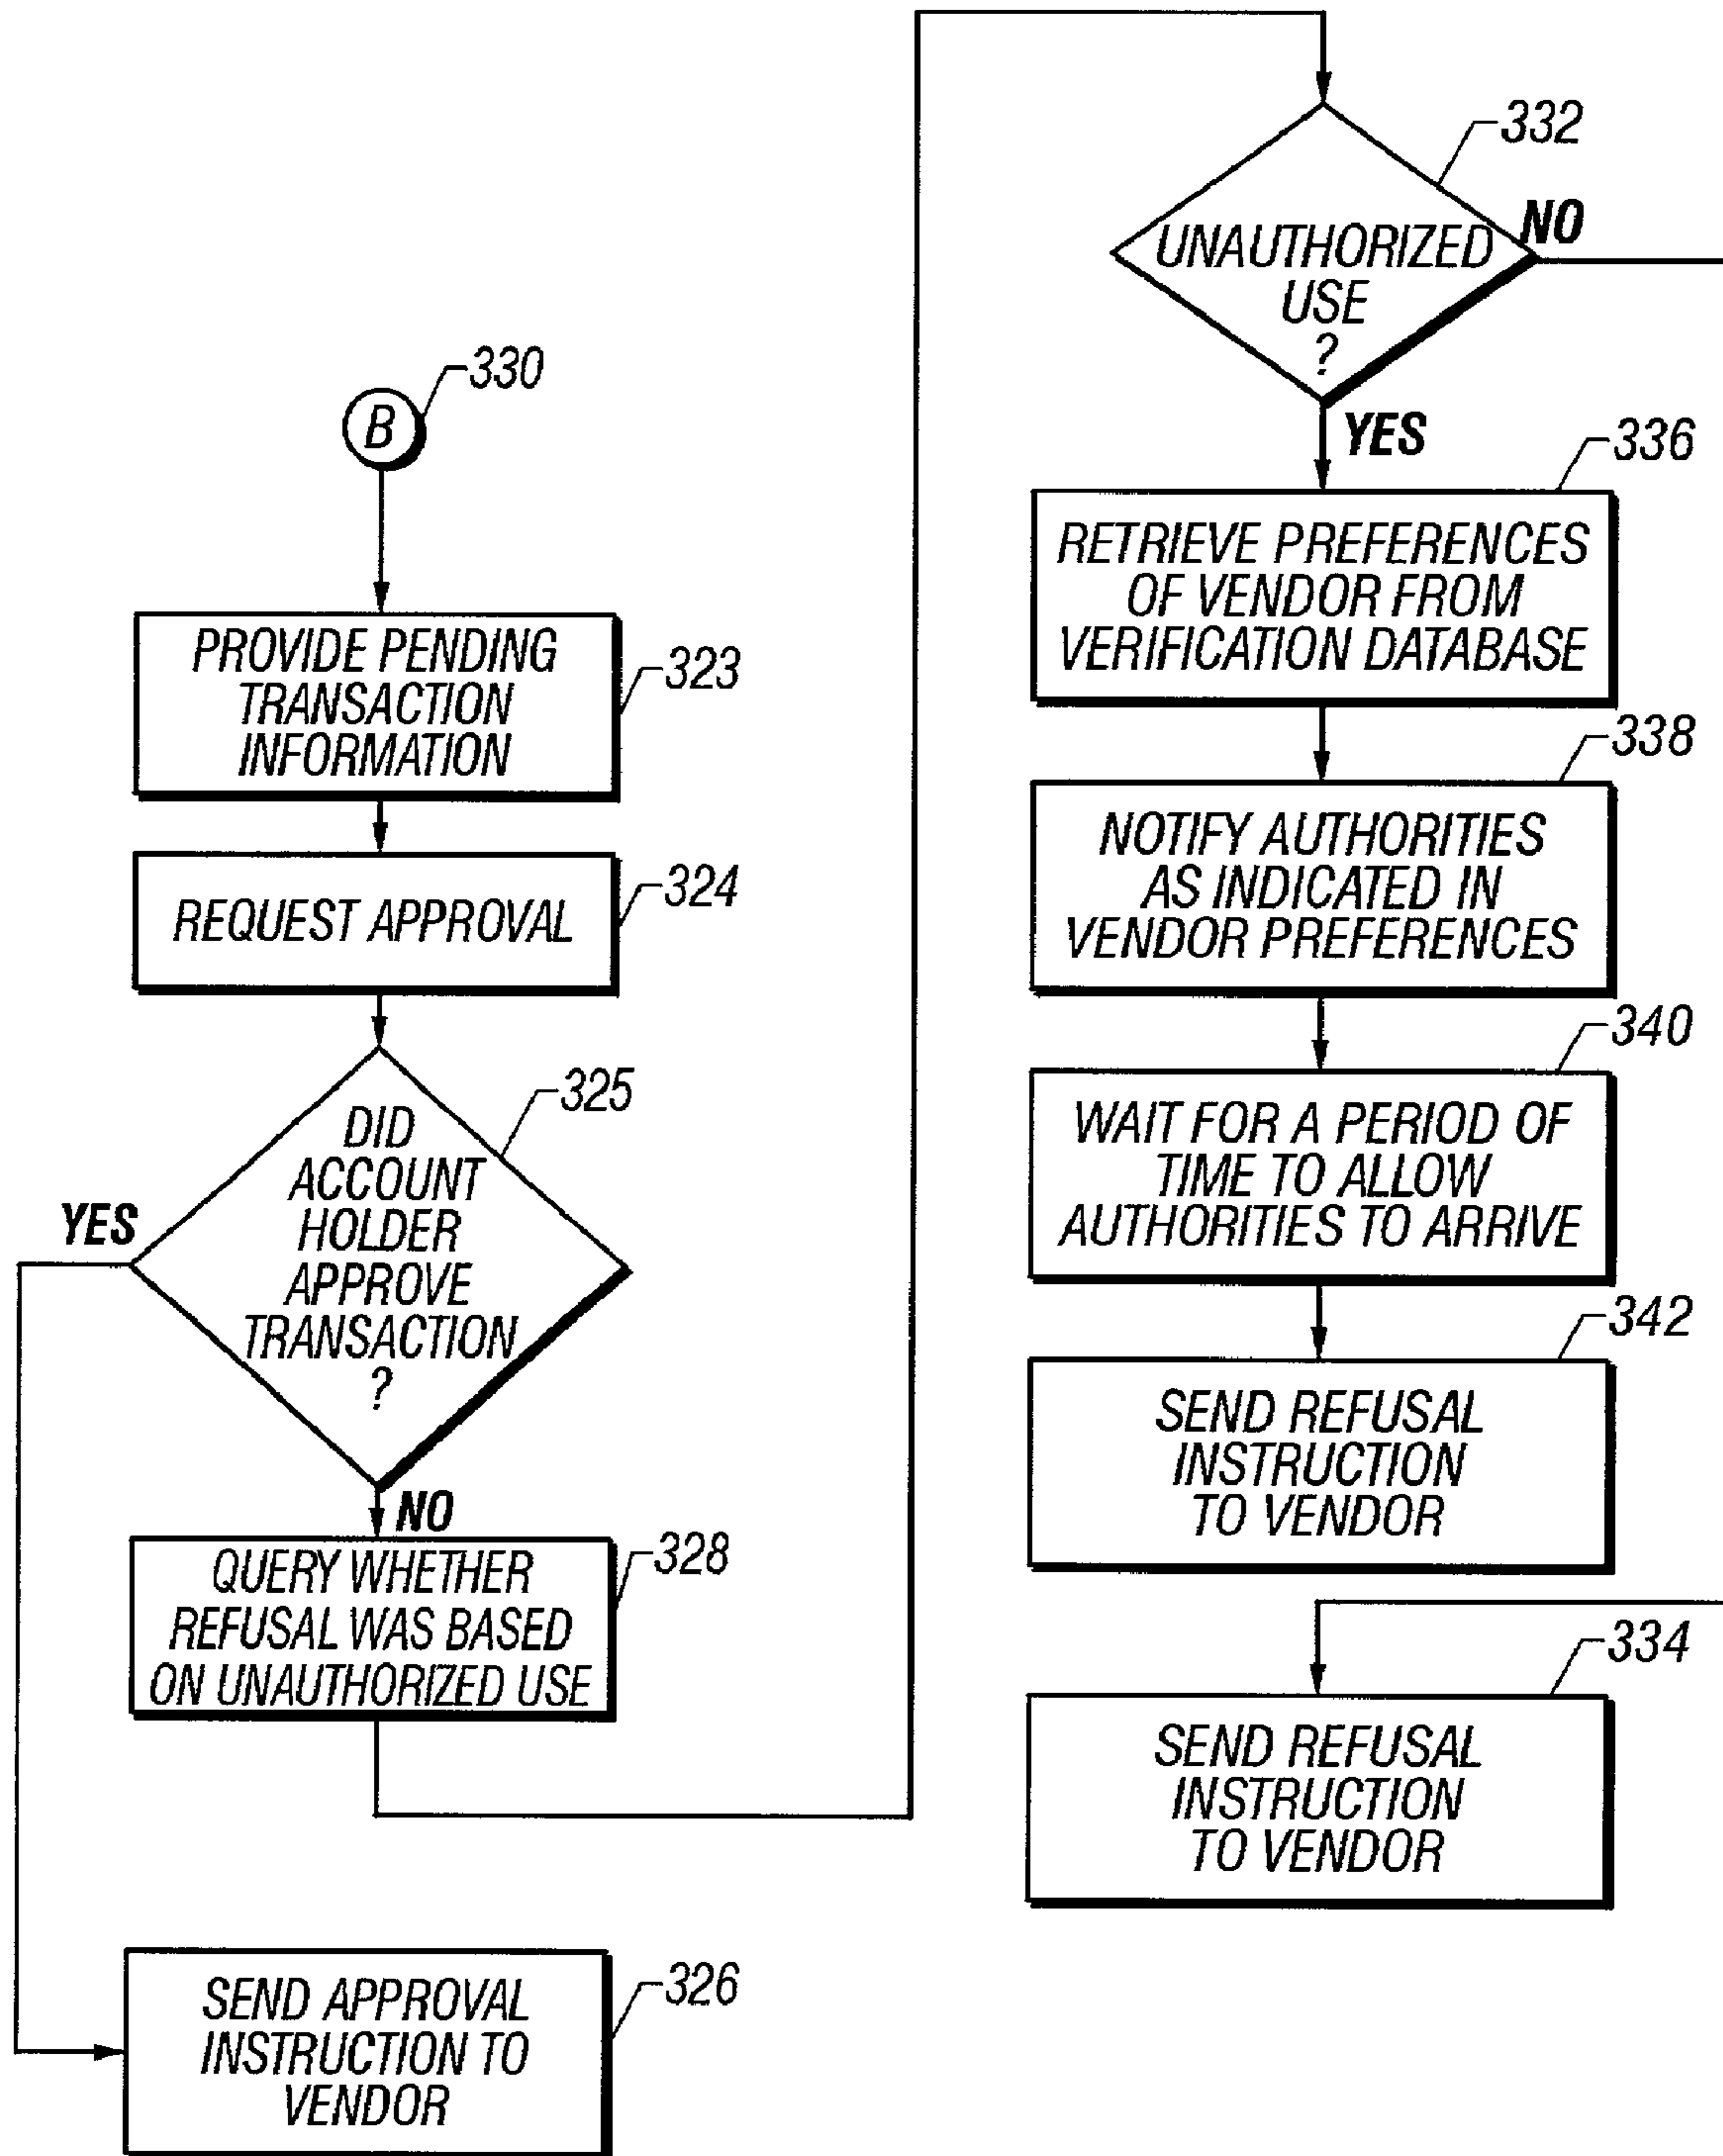 B
330
PROVIDE PENDING
TRANSACTION
INFORMATION
323
REQUEST APPROVAL
324
DID
ACCOUNT
HOLDER
APPROVE
TRANSACTION
?
325
YES
NO
QUERY WHETHER
REFUSAL WAS BASED
ON UNAUTHORIZED USE
328
SEND APPROVAL
INSTRUCTION TO
VENDOR
326
UNAUTHORIZED
USE
?
332
NO
YES
RETRIEVE PREFERENCES
OF VENDOR FROM
VERIFICATION DATABASE
336
NOTIFY AUTHORITIES
AS INDICATED IN
VENDOR PREFERENCES
338
WAIT FOR A PERIOD OF
TIME TO ALLOW
AUTHORITIES TO ARRIVE
340
SEND REFUSAL
INSTRUCTION
TO VENDOR
342
SEND REFUSAL
INSTRUCTION
TO VENDOR
334